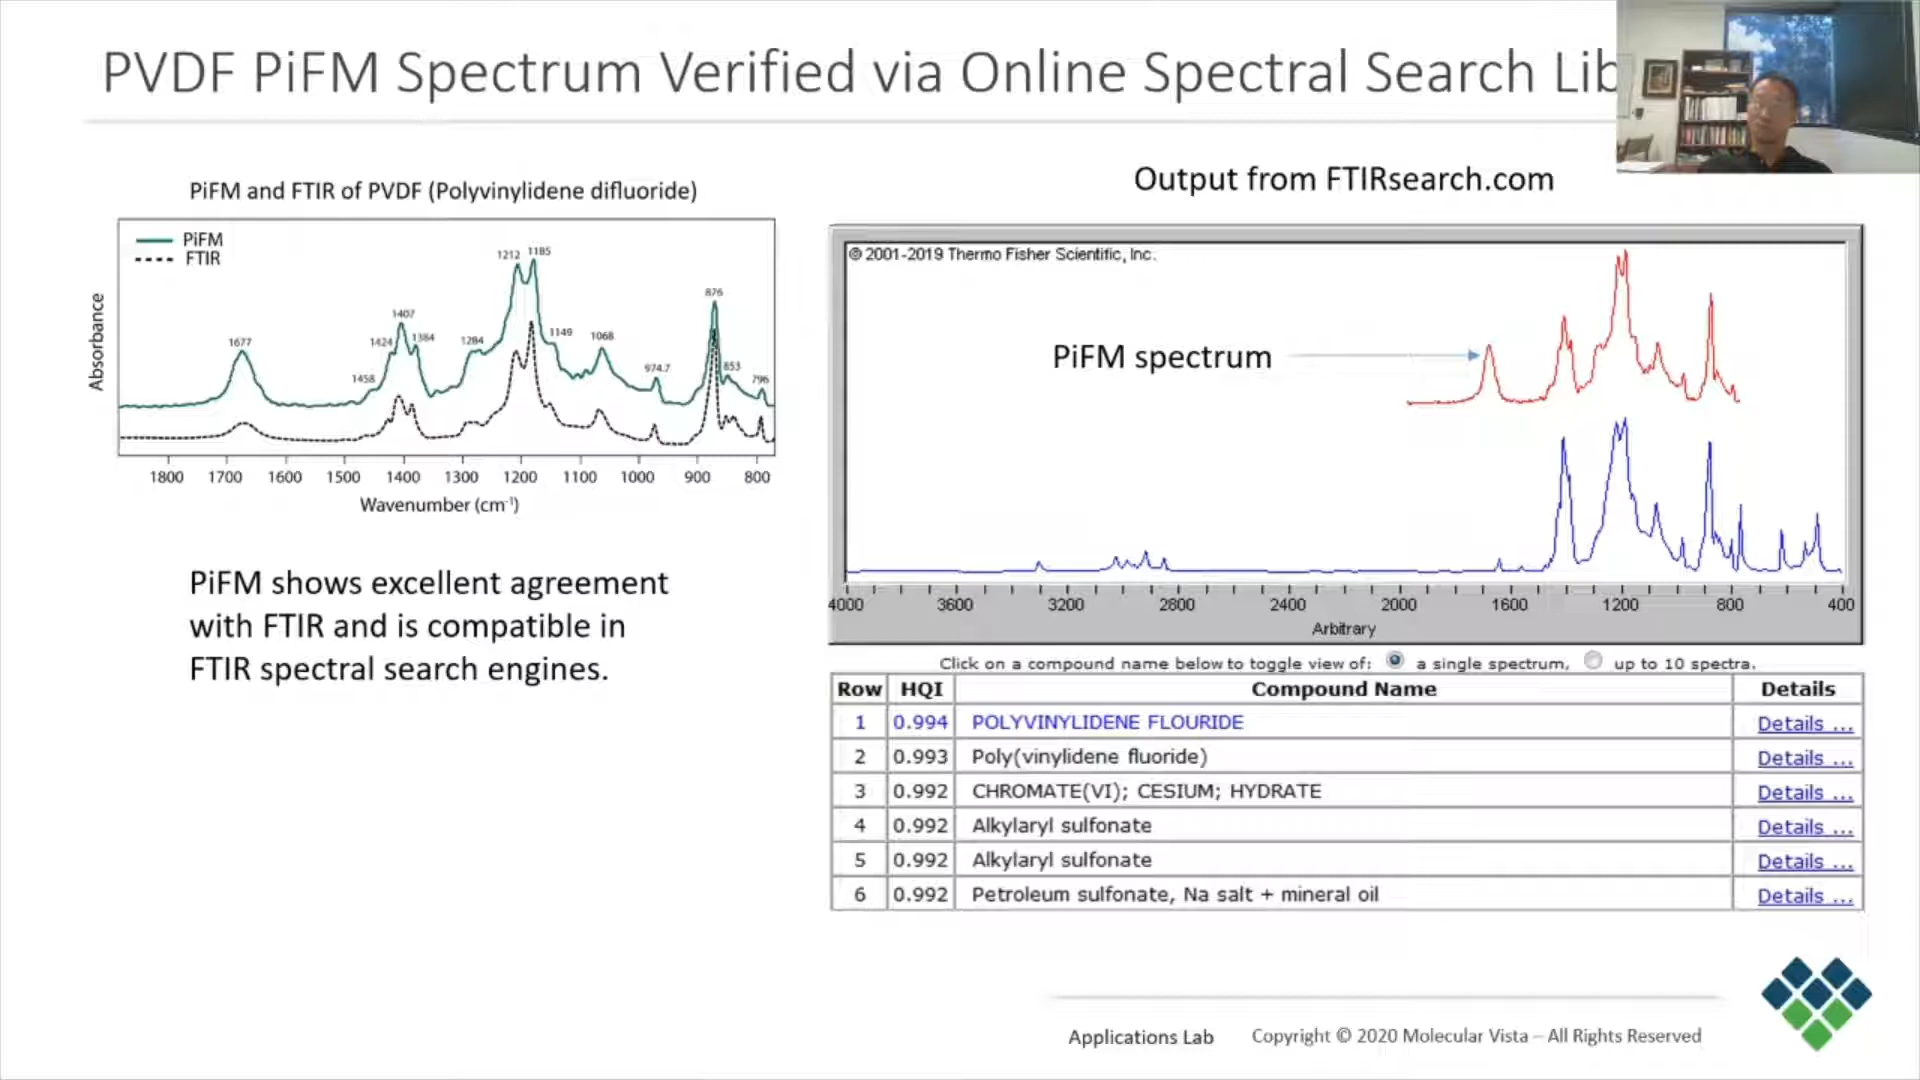 PVDF PiFM Spectrum Verified via Online Spectral Search Lib
PiFM and FTIR of PVDF (Polyvinylidene difluoride)
PiFM
FTIR
Absorbance
1677
1458
1424
1407
1384
1284
1212
1185
1149
1068
974.7
876
853
796
1800 1700 1600 1500 1400 1300 1200 1100 1000 900 800
Wavenumber (cm⁻¹)
PiFM shows excellent agreement
with FTIR and is compatible in
FTIR spectral search engines.
Output from FTIRsearch.com
© 2001-2019 Thermo Fisher Scientific, Inc.
PiFM spectrum
4000 3600 3200 2800 2400 2000 1600 1200 800 400
Arbitrary
Click on a compound name below to toggle view of: a single spectrum, up to 10 spectra.
Row HQI Compound Name Details
1 0.994 POLYVINYLIDENE FLOURIDE Details ...
2 0.993 Poly(vinylidene fluoride) Details ...
3 0.992 CHROMATE(VI); CESIUM; HYDRATE Details ...
4 0.992 Alkylaryl sulfonate Details ...
5 0.992 Alkylaryl sulfonate Details ...
6 0.992 Petroleum sulfonate, Na salt + mineral oil Details ...
Applications Lab Copyright © 2020 Molecular Vista – All Rights Reserved